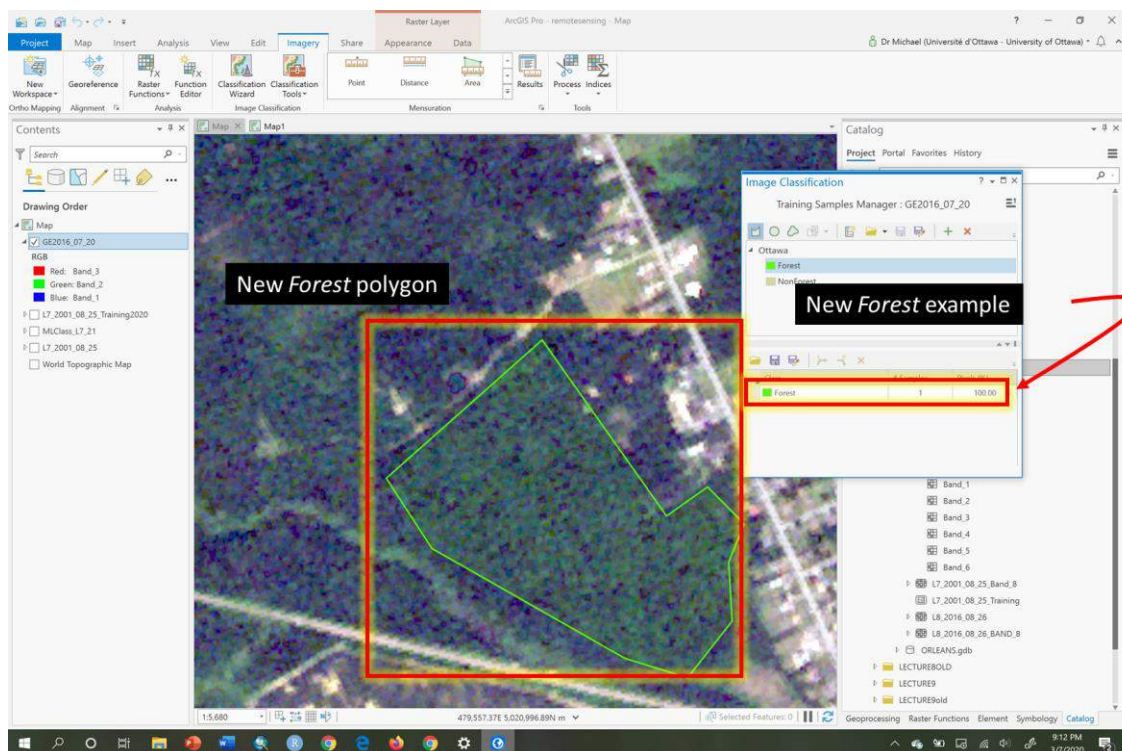 Raster Layer
ArcGIS Pro - remotesensing - Map
?
Project Map Insert Analysis View Edit Imagery Share Appearance Data
Dr Michael (Université d'Ottawa - University of Ottawa)
New Workspace
Georeference
Raster Functions
Function Editor
Classification Wizard
Classification Tools
Point
Distance
Area
Results
Process
Indices
Ortho Mapping
Alignment
Analysis
Image Classification
Mensuration
Tools
Contents
Search
Drawing Order
Map
GE2016_07_20
RGB
Red: Band_3
Green: Band_2
Blue: Band_1
L7_2001_08_25_Training2020
MLClass_L7_21
L7_2001_08_25
World Topographic Map
Map
Map1
New Forest polygon
Image Classification
Training Samples Manager : GE2016_07_20
Ottawa
Forest
NonForest
New Forest example
Forest 1 100.00
Catalog
Project Portal Favorites History
Band_1
Band_2
Band_3
Band_4
Band_5
Band_6
L7_2001_08_25_Band_8
L7_2001_08_25_Training
L8_2016_08_26
L8_2016_08_26_BAND_8
ORLEANS.gdb
LECTURE8OLD
LECTURE9
LECTURE9old
1:5,680
479,557.37E 5,020,996.89N m
Selected Features: 0
Geoprocessing Raster Functions Element Symbology Catalog
9:12 PM
3/7/2020